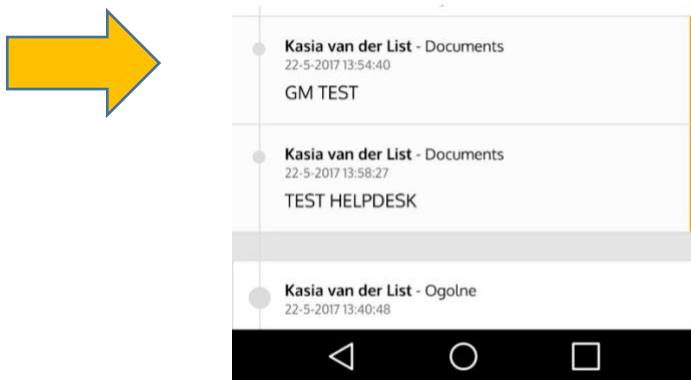 Kasia van der List - Documents
22-5-2017 13:54:40
GM TEST
Kasia van der List - Documents
22-5-2017 13:58:27
TEST HELPDESK
Kasia van der List - Ogolne
22-5-2017 13:40:48